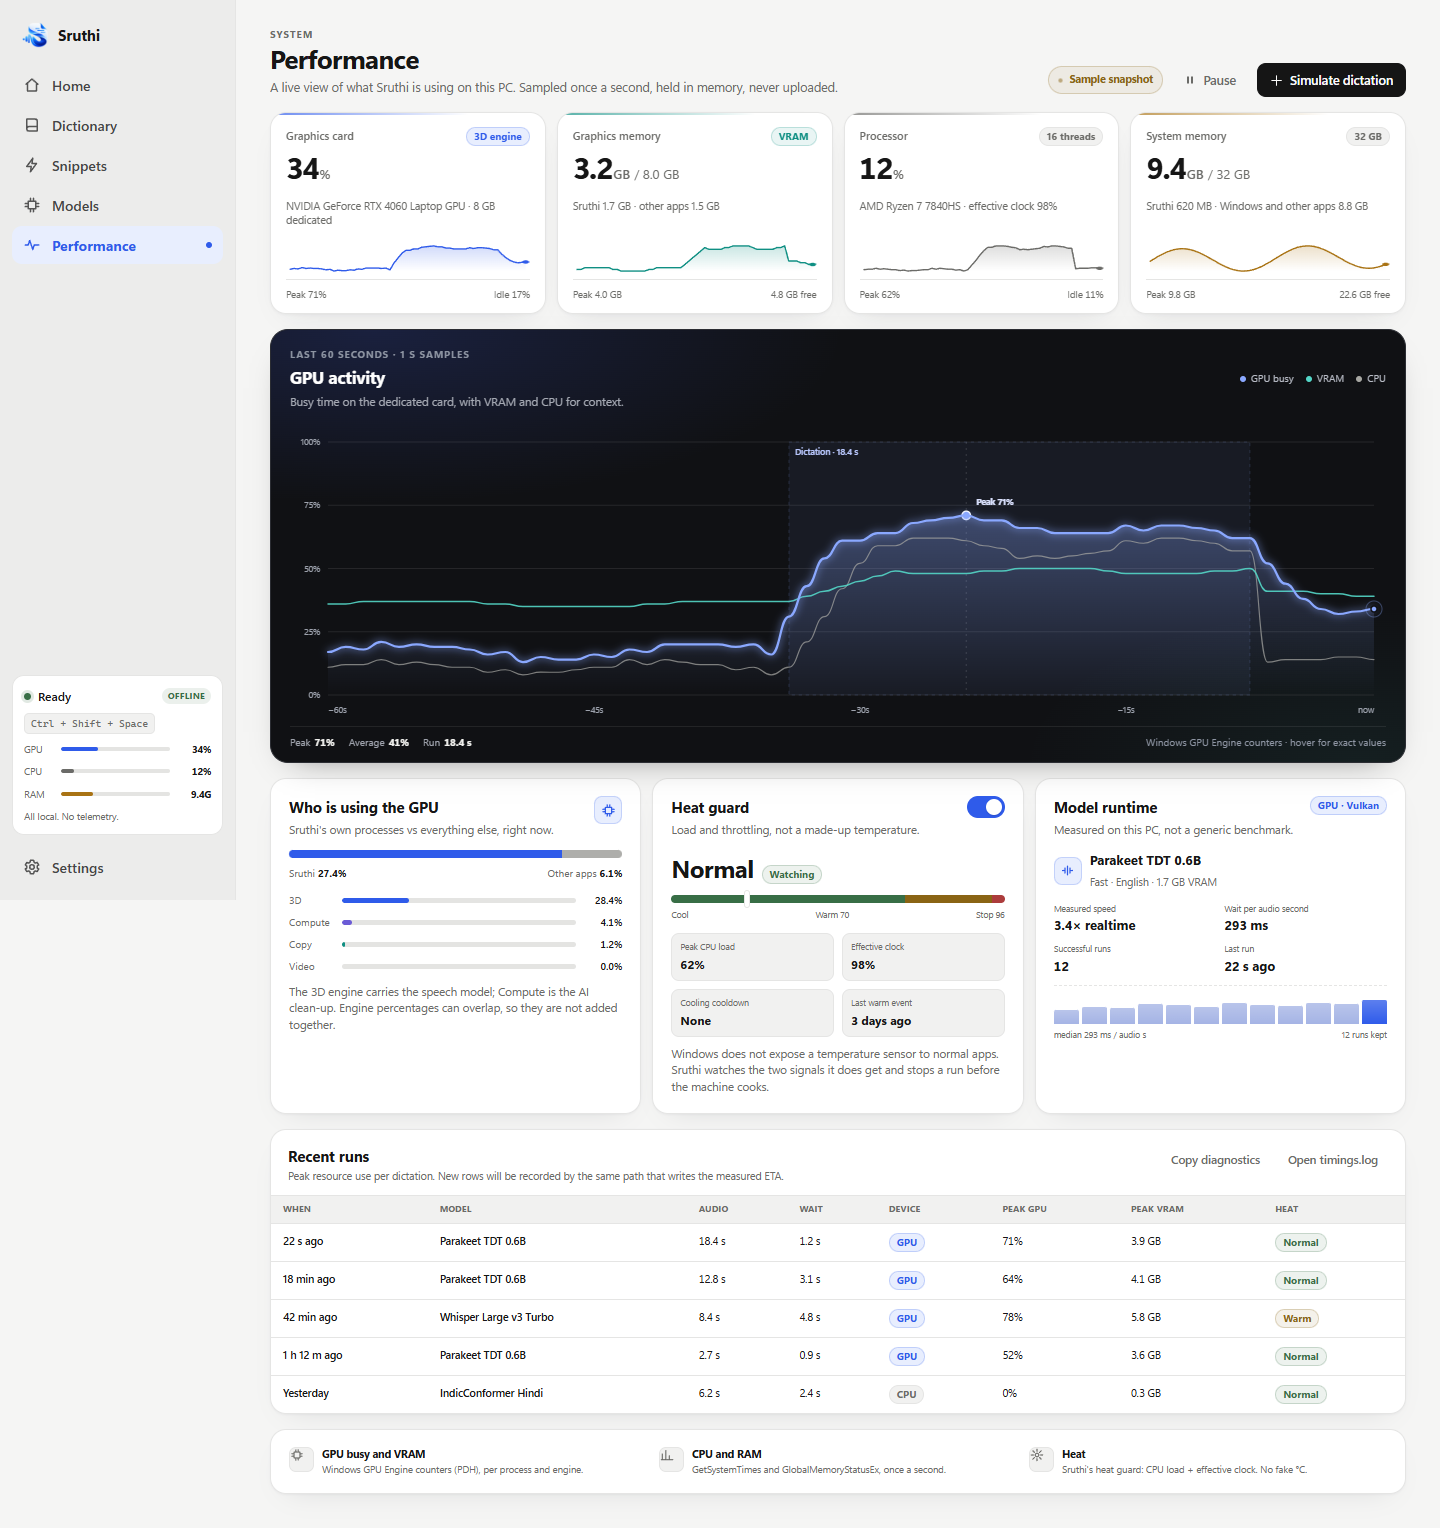 Sruthi
Home
Dictionary
Snippets
Models
Performance
Ready
OFFLINE
Ctrl + Shift + Space
GPU 34%
CPU 12%
RAM 9.4G
All local. No telemetry.
Settings
SYSTEM
Performance
A live view of what Sruthi is using on this PC. Sampled once a second, held in memory, never uploaded.
Sample snapshot
Pause
Simulate dictation
Graphics card
3D engine
34%
NVIDIA GeForce RTX 4060 Laptop GPU · 8 GB
dedicated
Peak 71%
Idle 17%
Graphics memory
VRAM
3.2GB / 8.0 GB
Sruthi 1.7 GB · other apps 1.5 GB
Peak 4.0 GB
4.8 GB free
Processor
16 threads
12%
AMD Ryzen 7 7840HS · effective clock 98%
Peak 62%
Idle 11%
System memory
32 GB
9.4GB / 32 GB
Sruthi 620 MB · Windows and other apps 8.8 GB
Peak 9.8 GB
22.6 GB free
LAST 60 SECONDS · 1 S SAMPLES
GPU activity
Busy time on the dedicated card, with VRAM and CPU for context.
GPU busy
VRAM
CPU
100%
75%
50%
25%
0%
Dictation · 18.4 s
Peak 71%
−60s
−45s
−30s
−15s
now
Peak 71%
Average 41%
Run 18.4 s
Windows GPU Engine counters · hover for exact values
Who is using the GPU
Sruthi's own processes vs everything else, right now.
Sruthi 27.4%
Other apps 6.1%
3D 28.4%
Compute 4.1%
Copy 1.2%
Video 0.0%
The 3D engine carries the speech model; Compute is the AI
clean-up. Engine percentages can overlap, so they are not added
together.
Heat guard
Load and throttling, not a made-up temperature.
Normal
Watching
Cool
Warm 70
Stop 96
Peak CPU load
62%
Effective clock
98%
Cooling cooldown
None
Last warm event
3 days ago
Windows does not expose a temperature sensor to normal apps.
Sruthi watches the two signals it does get and stops a run before
the machine cooks.
Model runtime
GPU · Vulkan
Measured on this PC, not a generic benchmark.
Parakeet TDT 0.6B
Fast · English · 1.7 GB VRAM
Measured speed
3.4× realtime
Wait per audio second
293 ms
Successful runs
12
Last run
22 s ago
median 293 ms / audio s
12 runs kept
Recent runs
Peak resource use per dictation. New rows will be recorded by the same path that writes the measured ETA.
Copy diagnostics
Open timings.log
WHEN MODEL AUDIO WAIT DEVICE PEAK GPU PEAK VRAM HEAT
22 s ago Parakeet TDT 0.6B 18.4 s 1.2 s GPU 71% 3.9 GB Normal
18 min ago Parakeet TDT 0.6B 12.8 s 3.1 s GPU 64% 4.1 GB Normal
42 min ago Whisper Large v3 Turbo 8.4 s 4.8 s GPU 78% 5.8 GB Warm
1 h 12 m ago Parakeet TDT 0.6B 2.7 s 0.9 s GPU 52% 3.6 GB Normal
Yesterday IndicConformer Hindi 6.2 s 2.4 s CPU 0% 0.3 GB Normal
GPU busy and VRAM
Windows GPU Engine counters (PDH), per process and engine.
CPU and RAM
GetSystemTimes and GlobalMemoryStatusEx, once a second.
Heat
Sruthi's heat guard: CPU load + effective clock. No fake °C.